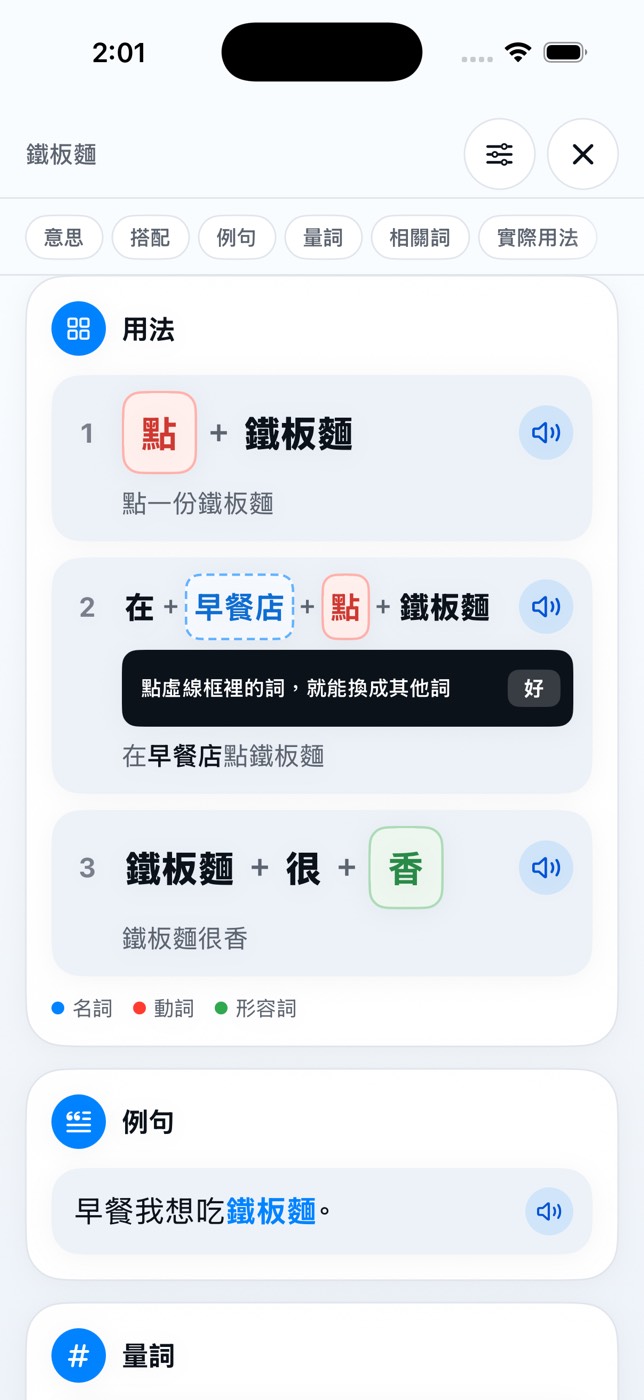 2:01
鐵板麵
意思 搭配 例句 量詞 相關詞 實際用法
用法
1 點 + 鐵板麵
點一份鐵板麵
2 在 + 早餐店 + 點 + 鐵板麵
點虛線框裡的詞，就能換成其他詞 好
在早餐店點鐵板麵
3 鐵板麵 + 很 + 香
鐵板麵很香
名詞 動詞 形容詞
例句
早餐我想吃鐵板麵。
# 量詞